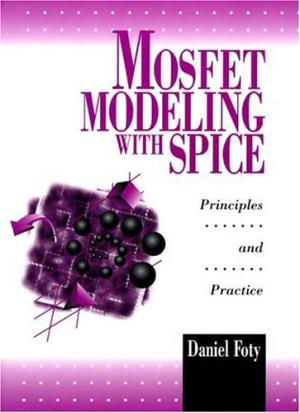 MOSFET
MODELING
WITH SPICE
Principles
and
Practice
Daniel Foty